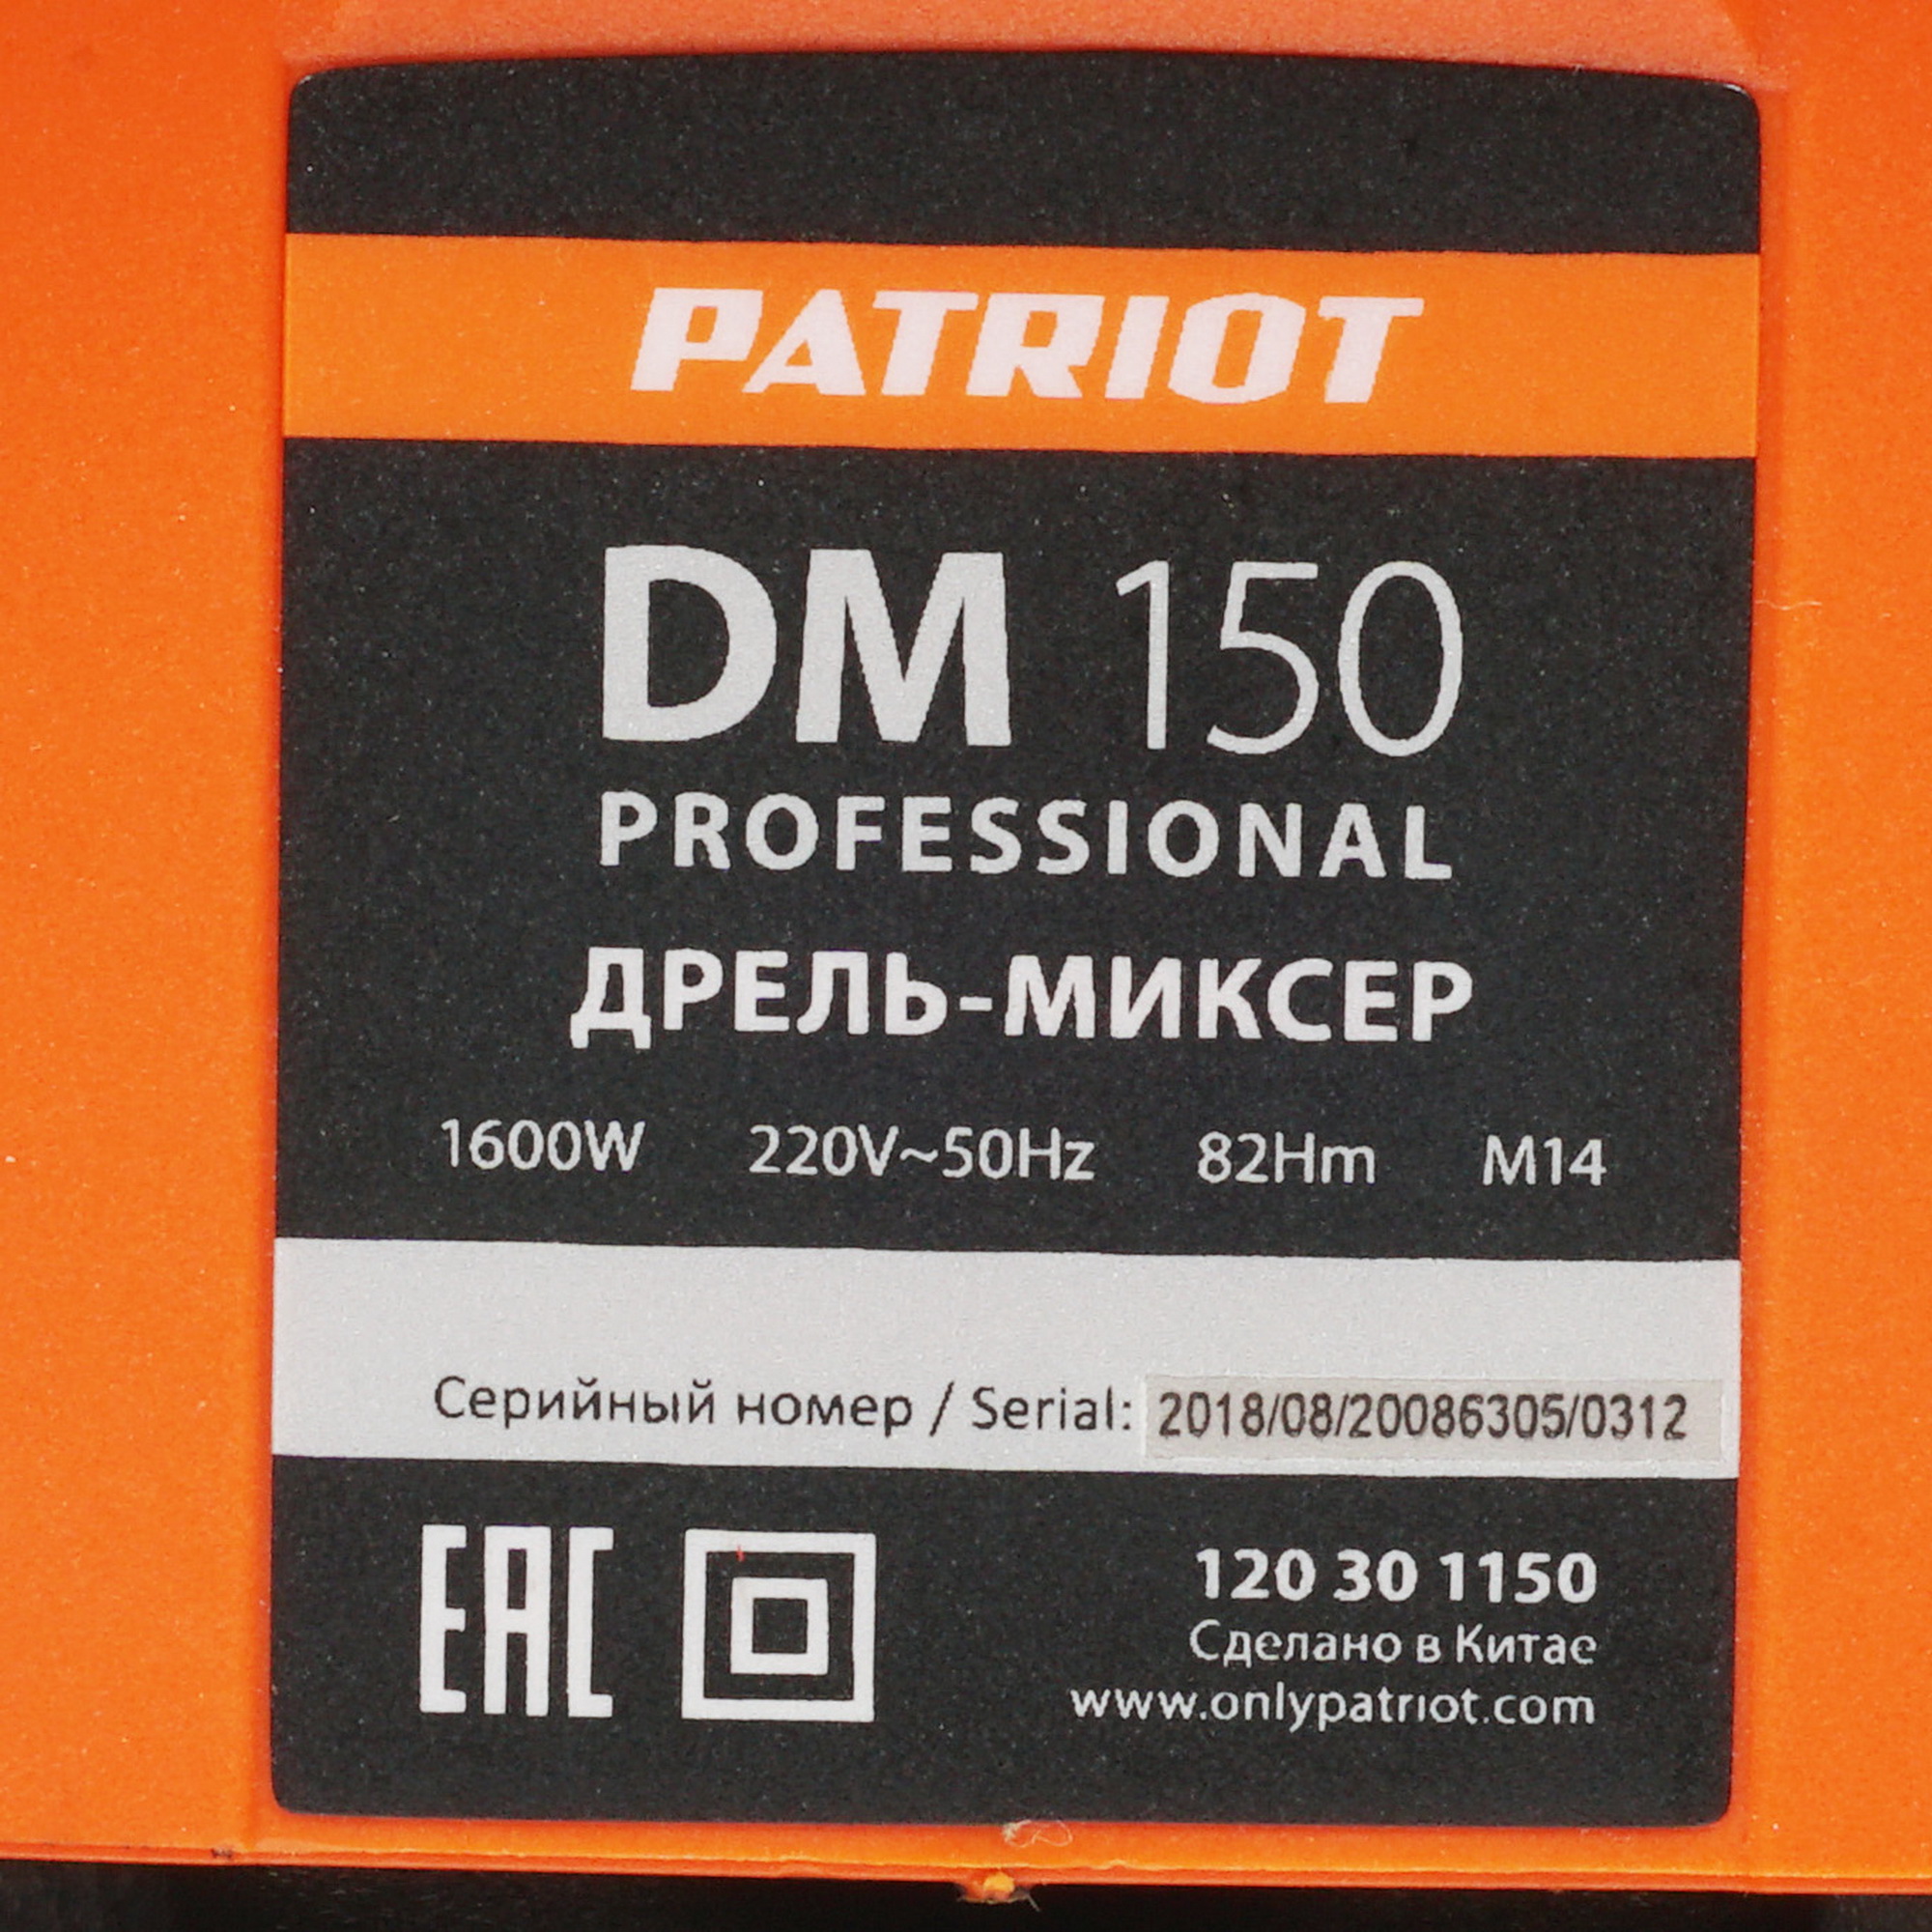 PATRIOT
DM 150
PROFESSIONAL
ДРЕЛЬ-МИКСЕР
1600W 220V~50Hz 82Hm M14
Серийный номер / Serial: 2018/08/20086305/0312
EAC 120 30 1150
Сделано в Китае
www.onlypatriot.com